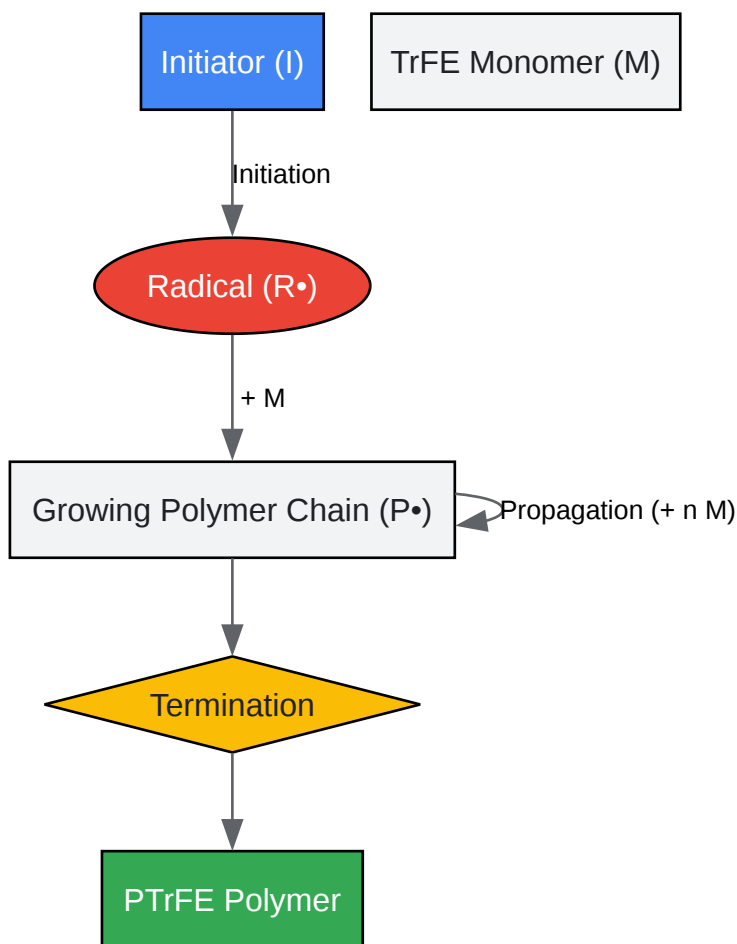 Initiator (I)
TrFE Monomer (M)
Initiation
Radical (R•)
+ M
Growing Polymer Chain (P•)
Propagation (+ n M)
Termination
PTrFE Polymer